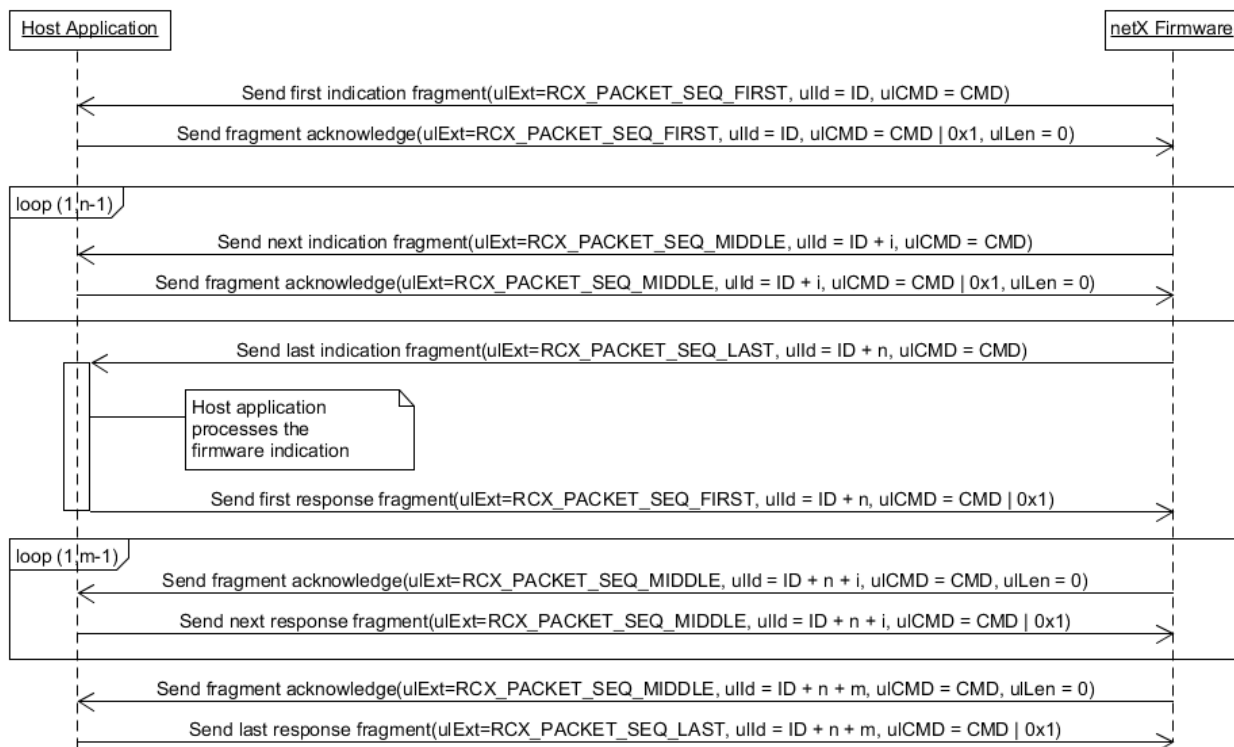 Host Application
netX Firmware
Send first indication fragment(ulExt=RCX_PACKET_SEQ_FIRST, ulId = ID, ulCMD = CMD)
Send fragment acknowledge(ulExt=RCX_PACKET_SEQ_FIRST, ulId = ID, ulCMD = CMD | 0x1, ulLen = 0)
loop (1,n-1)
Send next indication fragment(ulExt=RCX_PACKET_SEQ_MIDDLE, ulId = ID + i, ulCMD = CMD)
Send fragment acknowledge(ulExt=RCX_PACKET_SEQ_MIDDLE, ulId = ID + i, ulCMD = CMD | 0x1, ulLen = 0)
Send last indication fragment(ulExt=RCX_PACKET_SEQ_LAST, ulId = ID + n, ulCMD = CMD)
Host application
processes the
firmware indication
Send first response fragment(ulExt=RCX_PACKET_SEQ_FIRST, ulId = ID + n, ulCMD = CMD | 0x1)
loop (1,m-1)
Send fragment acknowledge(ulExt=RCX_PACKET_SEQ_MIDDLE, ulId = ID + n + i, ulCMD = CMD, ulLen = 0)
Send next response fragment(ulExt=RCX_PACKET_SEQ_MIDDLE, ulId = ID + n + i, ulCMD = CMD | 0x1)
Send fragment acknowledge(ulExt=RCX_PACKET_SEQ_MIDDLE, ulId = ID + n + m, ulCMD = CMD, ulLen = 0)
Send last response fragment(ulExt=RCX_PACKET_SEQ_LAST, ulId = ID + n + m, ulCMD = CMD | 0x1)